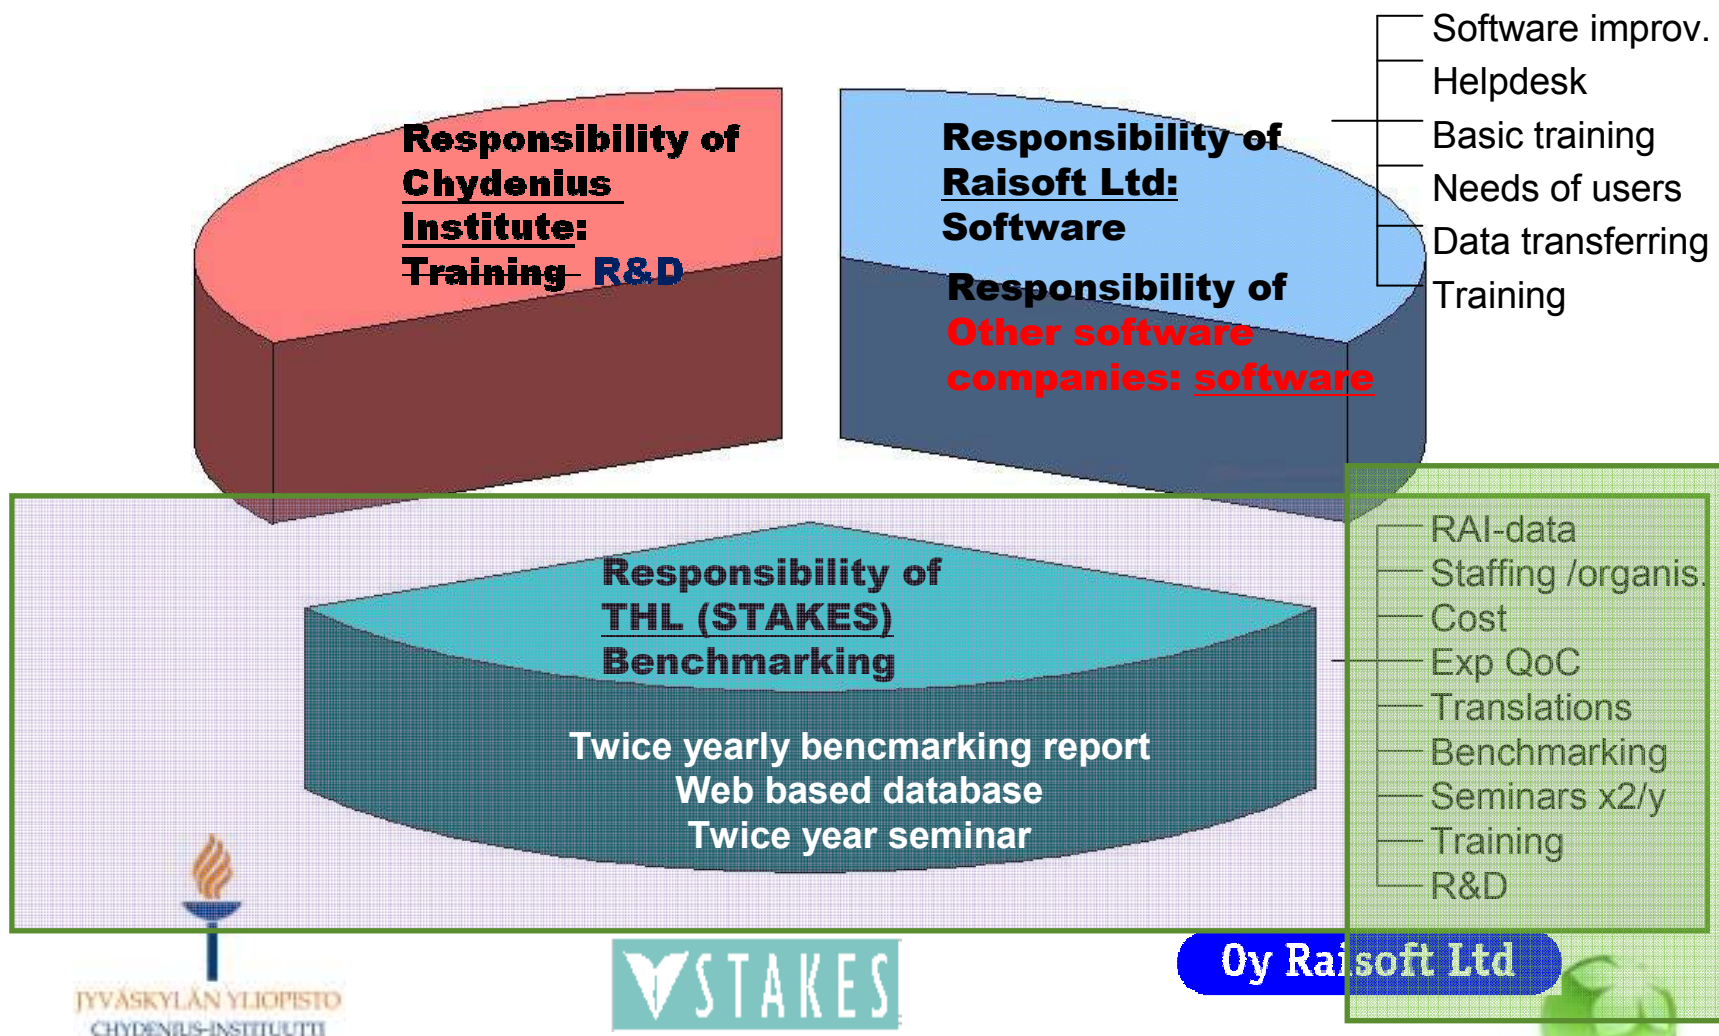 Responsibility of
Chydenius
Institute:
Training R&D
Responsibility of
Raisoft Ltd:
Software
Responsibility of
Other software
companies: software
Software improv.
Helpdesk
Basic training
Needs of users
Data transferring
Training
Responsibility of
THL (STAKES)
Benchmarking
Twice yearly bencmarking report
Web based database
Twice year seminar
RAI-data
Staffing /organis.
Cost
Exp QoC
Translations
Benchmarking
Seminars x2/y
Training
R&D
JYVÄSKYLÄN YLIOPISTO
CHYDENIUS-INSTITUUTTI
STAKES
Oy Raisoft Ltd